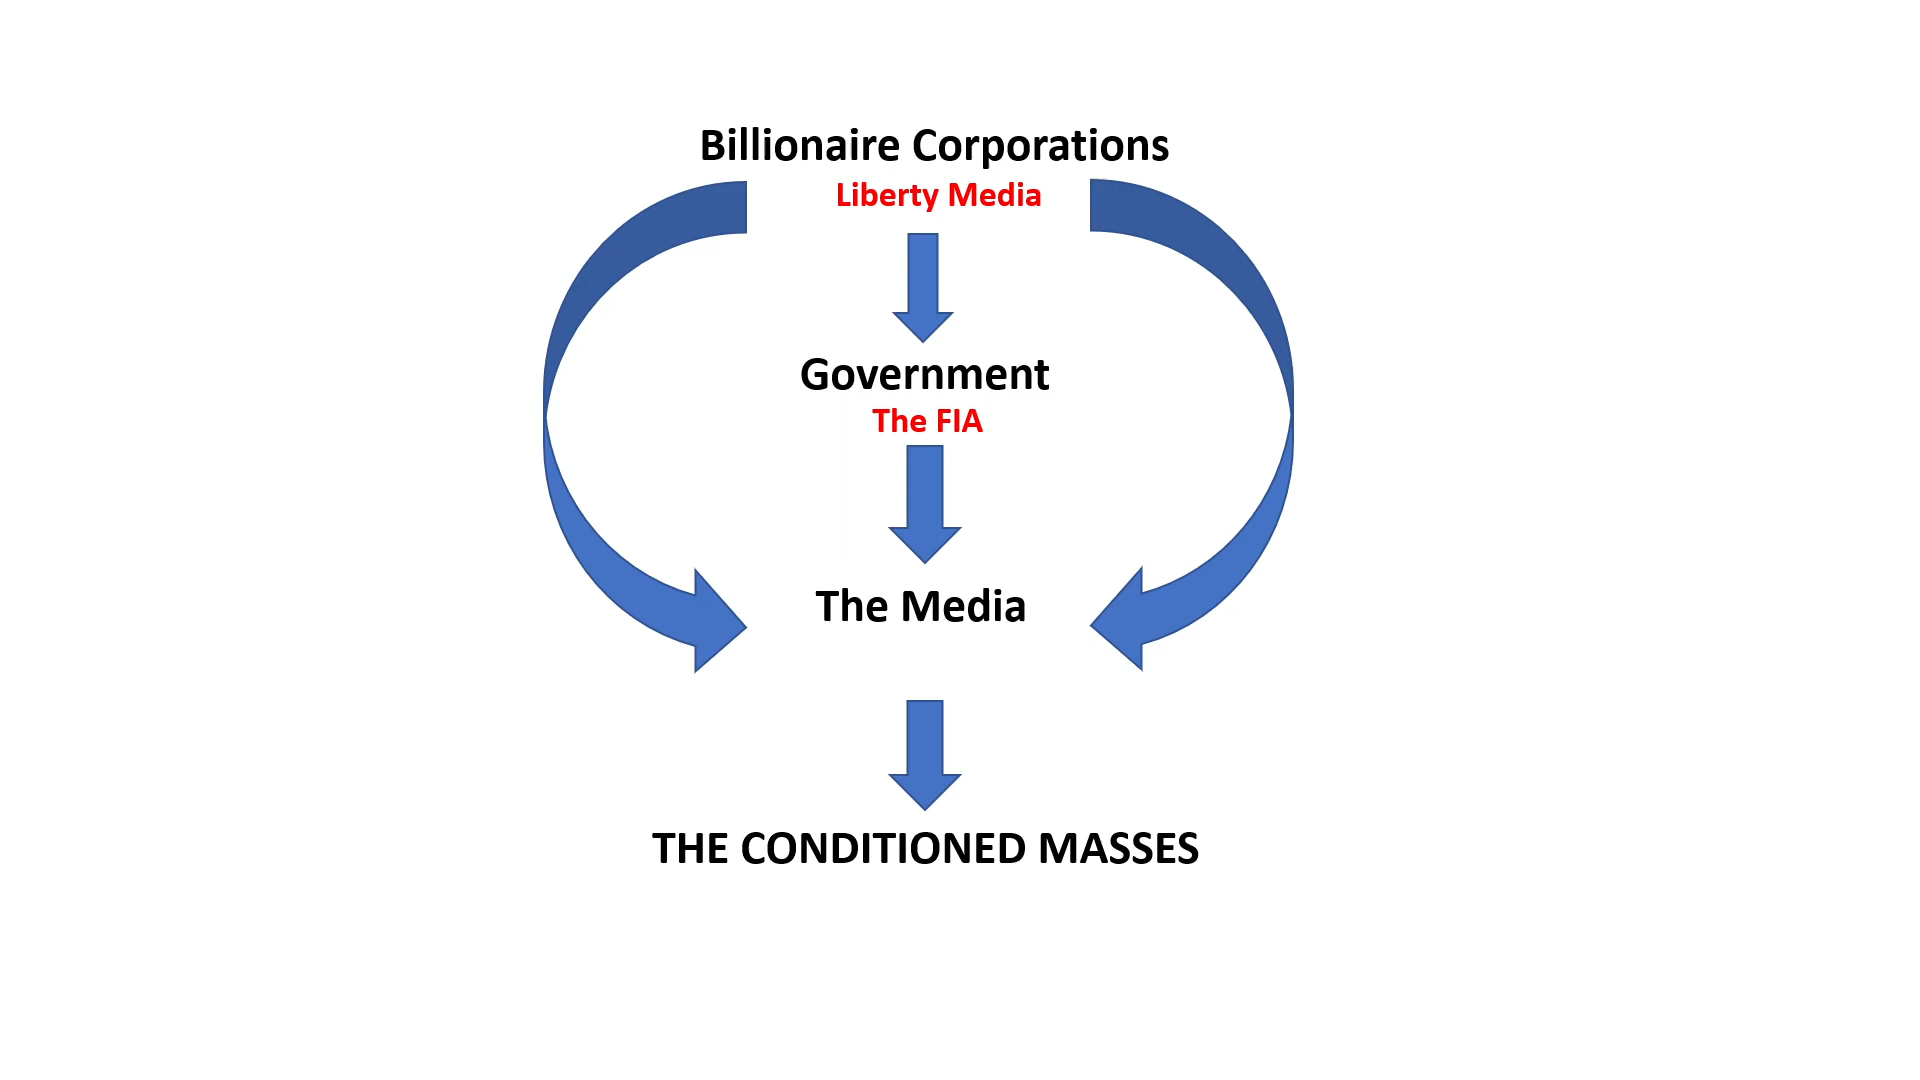 Billionaire Corporations
Liberty Media
Government
The FIA
The Media
THE CONDITIONED MASSES